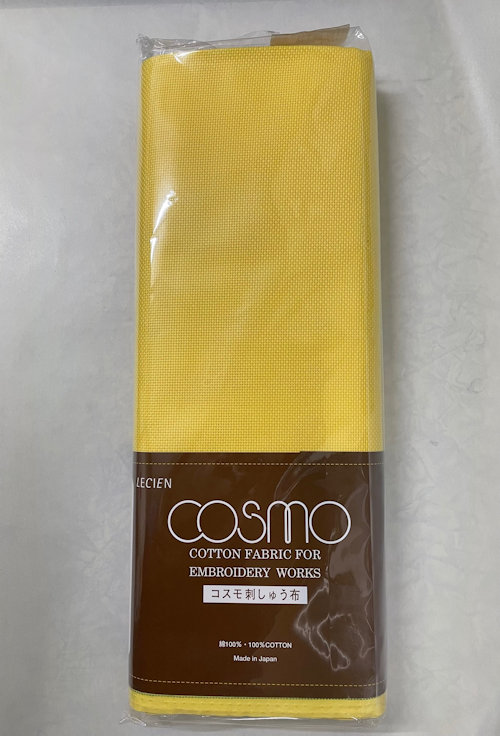 LECIEN
COSMO
COTTON FABRIC FOR
EMBROIDERY WORKS
コスモ刺しゅう布
綿100%・100%COTTON
Made in Japan